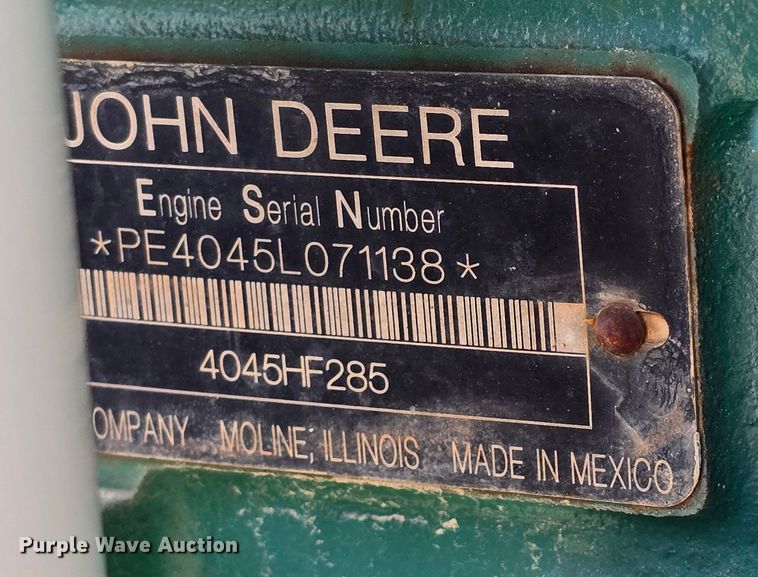 JOHN DEERE
Engine Serial Number
*PE4045L071138*
4045HF285
OMPANY MOLINE, ILLINOIS MADE IN MEXICO
Purple Wave Auction